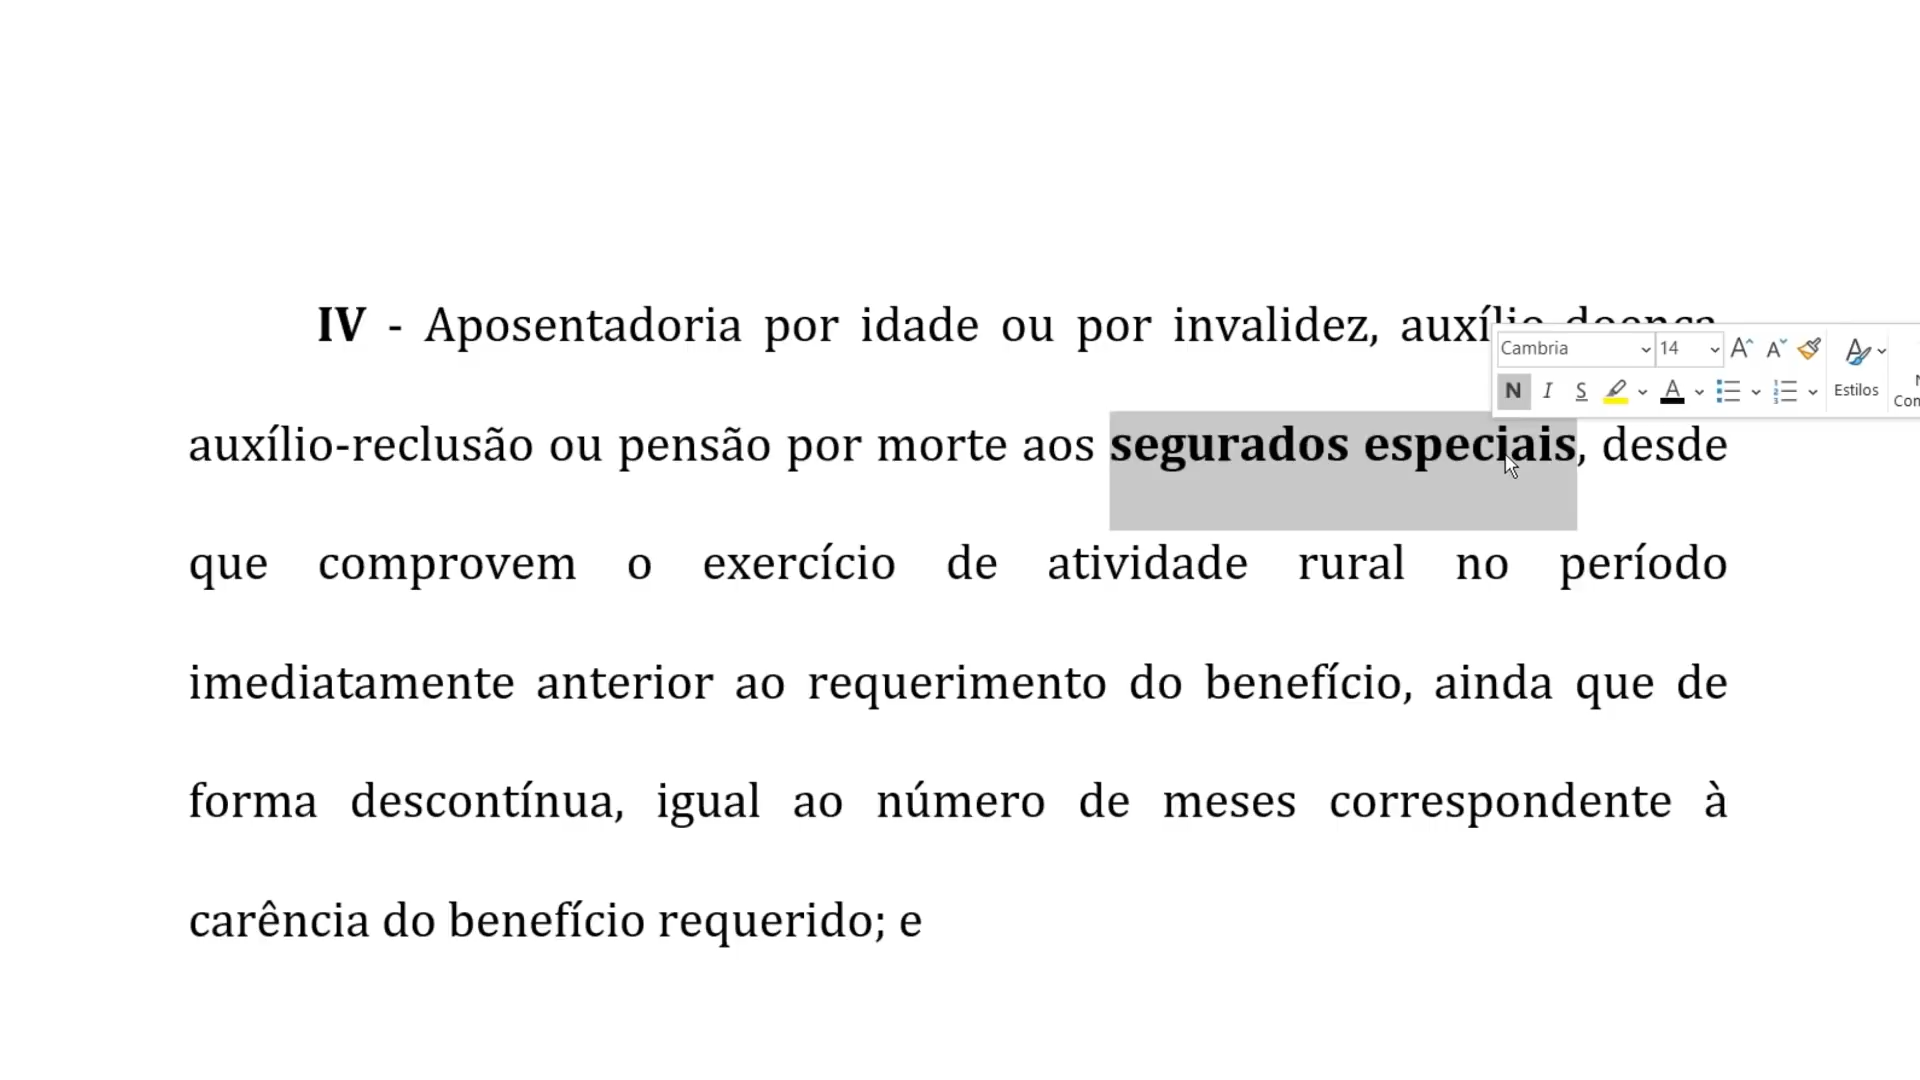 IV - Aposentadoria por idade ou por invalidez, auxílio-doença,
Cambria 14
N I S Estilos
auxílio-reclusão ou pensão por morte aos segurados especiais, desde
que comprovem o exercício de atividade rural no período
imediatamente anterior ao requerimento do benefício, ainda que de
forma descontínua, igual ao número de meses correspondente à
carência do benefício requerido; e